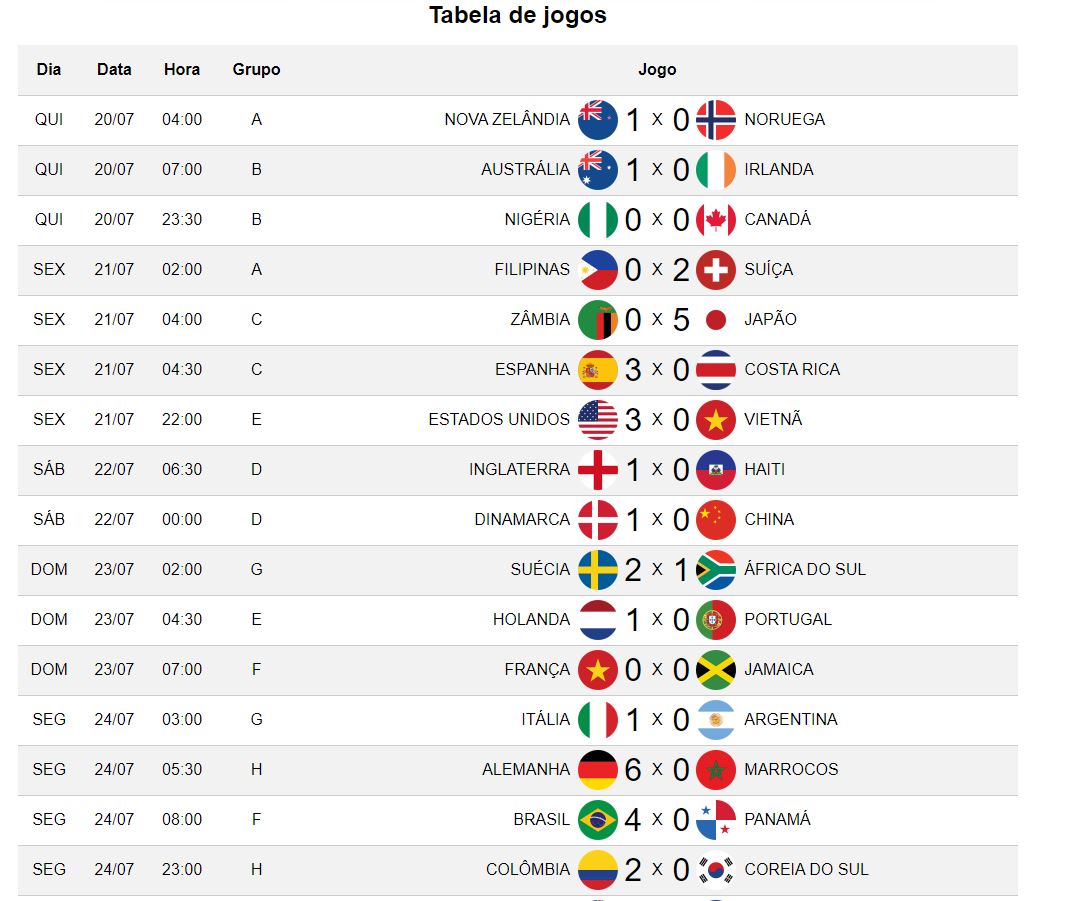 Tabela de jogos
Dia Data Hora Grupo Jogo
QUI 20/07 04:00 A NOVA ZELÂNDIA 1 X 0 NORUEGA
QUI 20/07 07:00 B AUSTRÁLIA 1 X 0 IRLANDA
QUI 20/07 23:30 B NIGÉRIA 0 X 0 CANADÁ
SEX 21/07 02:00 A FILIPINAS 0 X 2 SUÍÇA
SEX 21/07 04:00 C ZÂMBIA 0 X 5 JAPÃO
SEX 21/07 04:30 C ESPANHA 3 X 0 COSTA RICA
SEX 21/07 22:00 E ESTADOS UNIDOS 3 X 0 VIETNÃ
SÁB 22/07 06:30 D INGLATERRA 1 X 0 HAITI
SÁB 22/07 00:00 D DINAMARCA 1 X 0 CHINA
DOM 23/07 02:00 G SUÉCIA 2 X 1 ÁFRICA DO SUL
DOM 23/07 04:30 E HOLANDA 1 X 0 PORTUGAL
DOM 23/07 07:00 F FRANÇA 0 X 0 JAMAICA
SEG 24/07 03:00 G ITÁLIA 1 X 0 ARGENTINA
SEG 24/07 05:30 H ALEMANHA 6 X 0 MARROCOS
SEG 24/07 08:00 F BRASIL 4 X 0 PANAMÁ
SEG 24/07 23:00 H COLÔMBIA 2 X 0 COREIA DO SUL